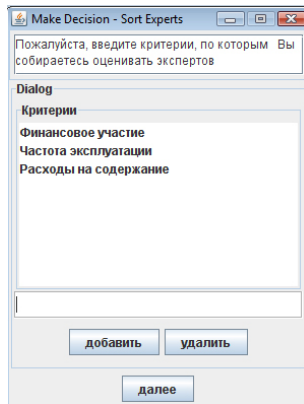 Make Decision - Sort Experts
Пожалуйста, введите критерии, по которым Вы
собираетесь оценивать экспертов
Dialog
Критерии
Финансовое участие
Частота эксплуатации
Расходы на содержание
добавить удалить
далее